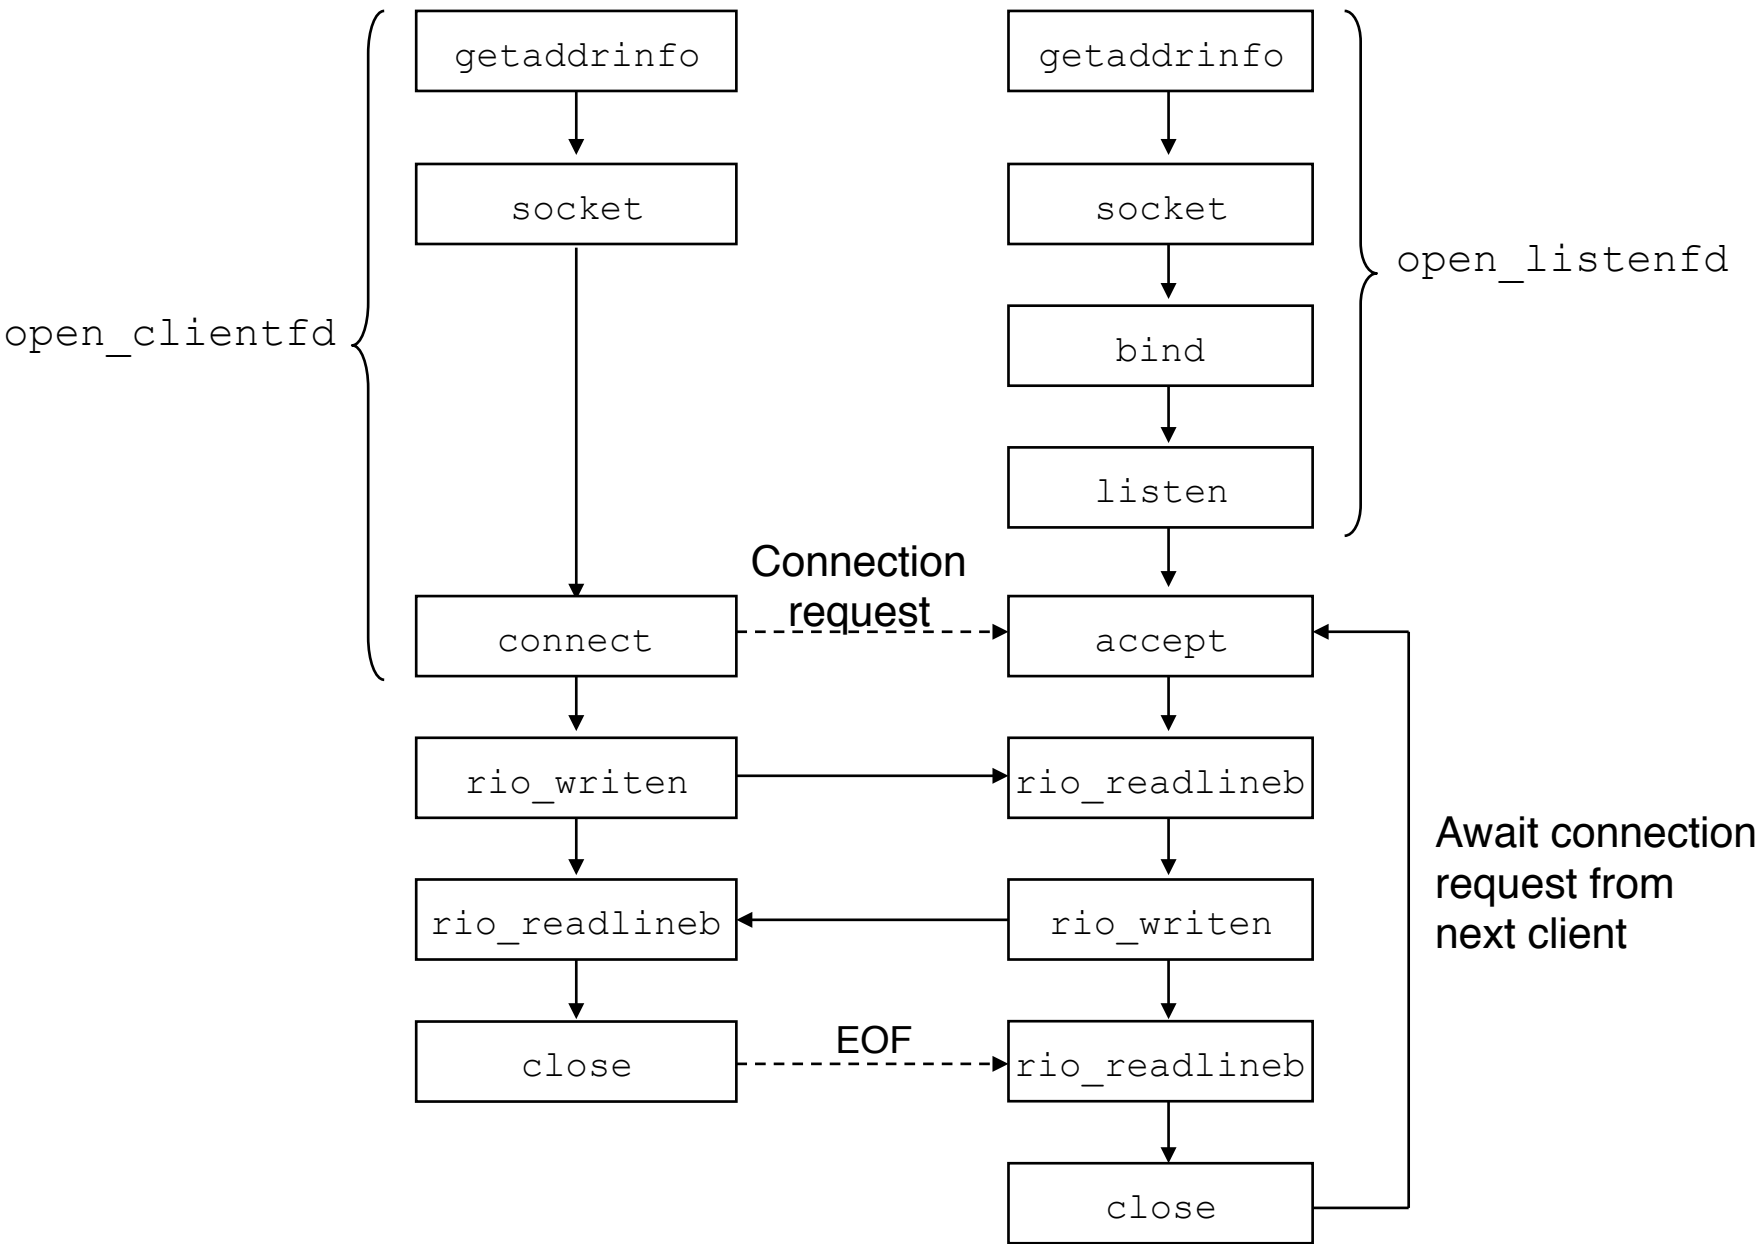 getaddrinfo
getaddrinfo
socket
socket
open_listenfd
open_clientfd
bind
listen
Connection
request
connect
accept
rio_writen
rio_readlineb
Await connection
request from
next client
rio_readlineb
rio_writen
EOF
close
rio_readlineb
close